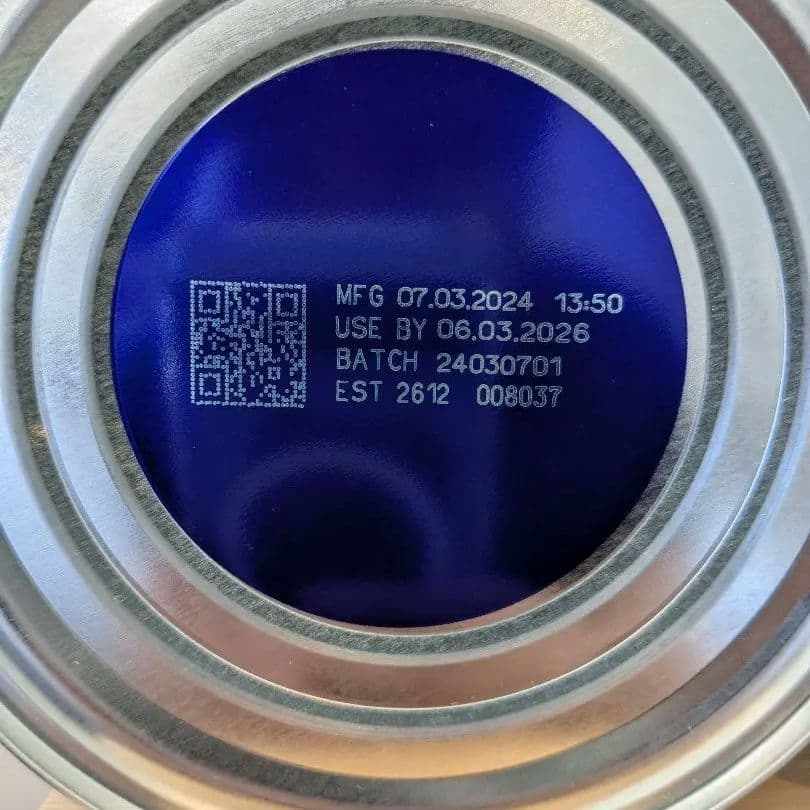 MFG 07.03.2024 13:50
USE BY 06.03.2026
BATCH 24030701
EST 2612 008037